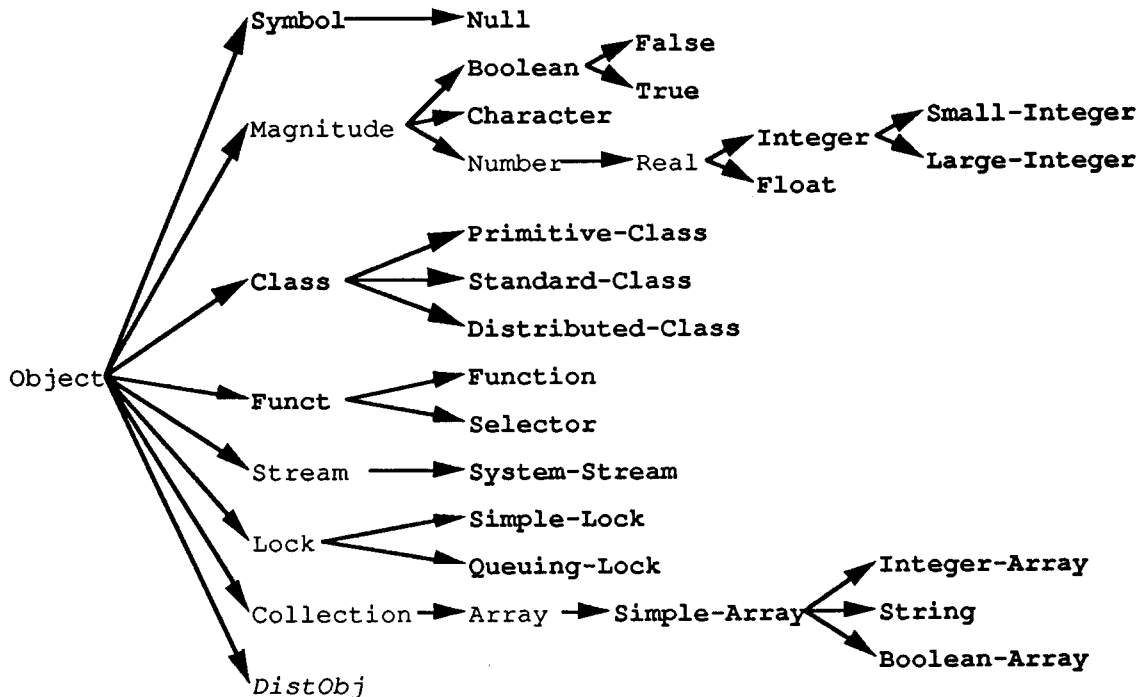 Symbol Null
False
Boolean
True
Character
Magnitude
Small-Integer
Integer
Number Real
Large-Integer
Float
Primitive-Class
Class Standard-Class
Distributed-Class
Object
Function
Funct
Selector
Stream System-Stream
Simple-Lock
Lock
Queuing-Lock
Integer-Array
Collection Array Simple-Array String
Boolean-Array
DistObj